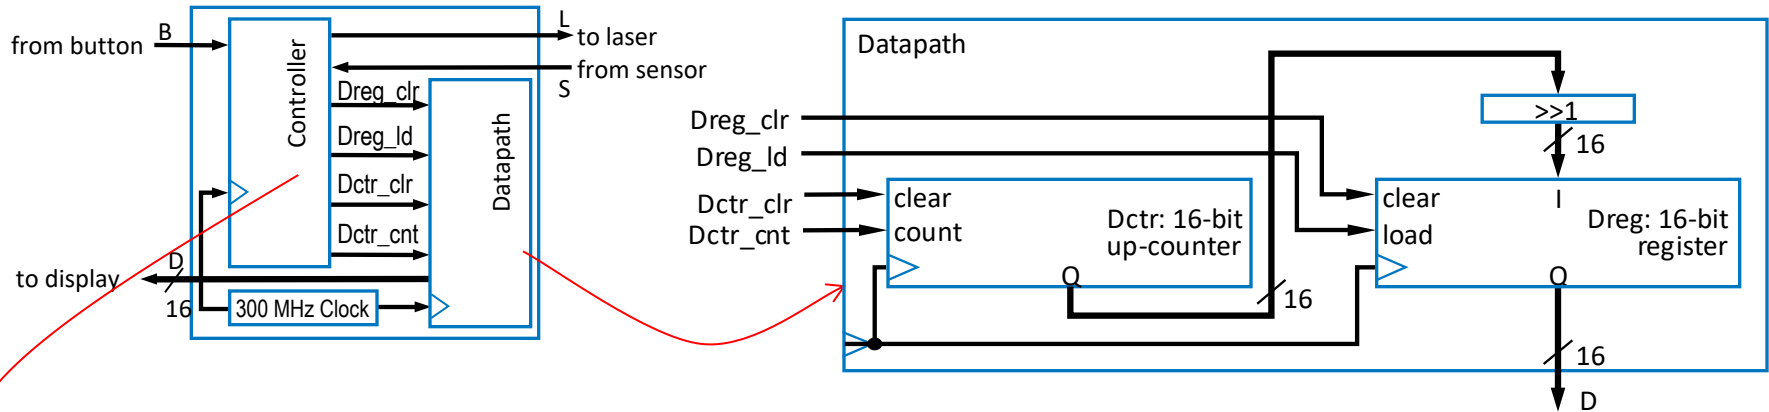 from button
B
Controller
L
to laser
from sensor
S
Dreg_clr
Dreg_ld
Dctr_clr
Dctr_cnt
Datapath
to display
D
16
300 MHz Clock
Datapath
Dreg_clr
Dreg_ld
Dctr_clr
Dctr_cnt
clear
count
Dctr: 16-bit
up-counter
Q
16
>>1
16
clear
load
I
Dreg: 16-bit
register
Q
16
D